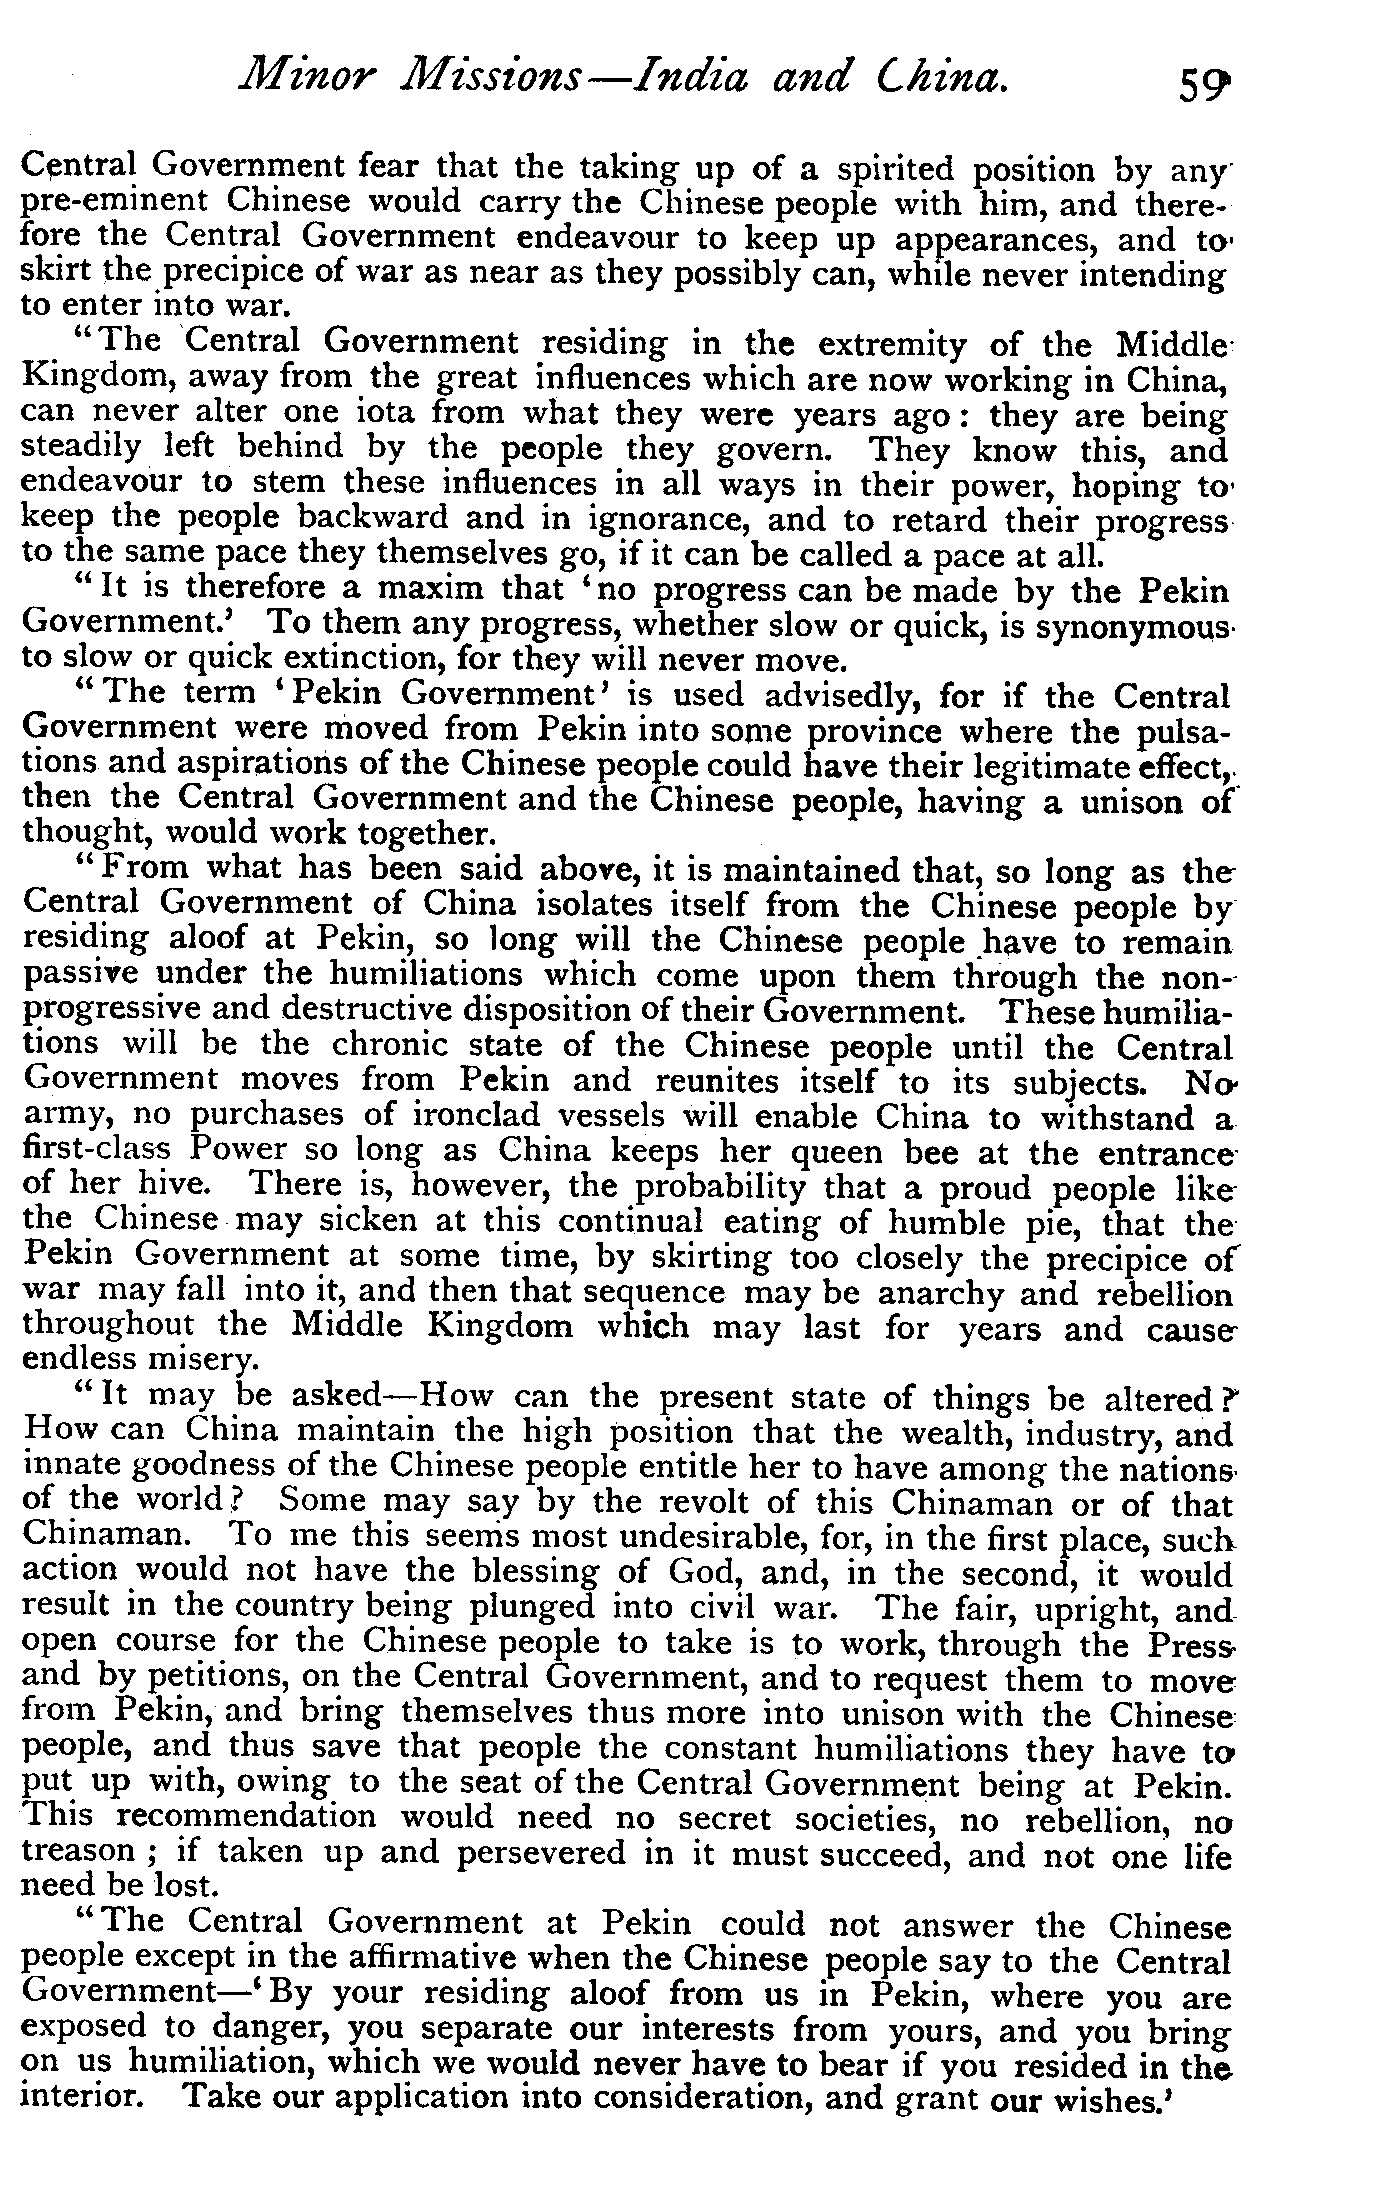 Minor Missions—India and China. 59
Central Government fear that the taking up of a spirited position by any
pre-eminent Chinese would carry the Chinese people with him, and there-
fore the Central Government endeavour to keep up appearances, and to
skirt the precipice of war as near as they possibly can, while never intending
to enter into war.
"The Central Government residing in the extremity of the Middle
Kingdom, away from the great influences which are now working in China,
can never alter one iota from what they were years ago : they are being
steadily left behind by the people they govern. They know this, and
endeavour to stem these influences in all ways in their power, hoping to
keep the people backward and in ignorance, and to retard their progress
to the same pace they themselves go, if it can be called a pace at all.
"It is therefore a maxim that 'no progress can be made by the Pekin
Government.' To them any progress, whether slow or quick, is synonymous
to slow or quick extinction, for they will never move.
"The term 'Pekin Government' is used advisedly, for if the Central
Government were moved from Pekin into some province where the pulsa-
tions and aspirations of the Chinese people could have their legitimate effect,
then the Central Government and the Chinese people, having a unison of
thought, would work together.
"From what has been said above, it is maintained that, so long as the
Central Government of China isolates itself from the Chinese people by
residing aloof at Pekin, so long will the Chinese people have to remain
passive under the humiliations which come upon them through the non-
progressive and destructive disposition of their Government. These humilia-
tions will be the chronic state of the Chinese people until the Central
Government moves from Pekin and reunites itself to its subjects. No
army, no purchases of ironclad vessels will enable China to withstand a
first-class Power so long as China keeps her queen bee at the entrance
of her hive. There is, however, the probability that a proud people like
the Chinese may sicken at this continual eating of humble pie, that the
Pekin Government at some time, by skirting too closely the precipice of
war may fall into it, and then that sequence may be anarchy and rebellion
throughout the Middle Kingdom which may last for years and cause
endless misery.
"It may be asked—How can the present state of things be altered ?
How can China maintain the high position that the wealth, industry, and
innate goodness of the Chinese people entitle her to have among the nations
of the world ? Some may say by the revolt of this Chinaman or of that
Chinaman. To me this seems most undesirable, for, in the first place, such
action would not have the blessing of God, and, in the second, it would
result in the country being plunged into civil war. The fair, upright, and
open course for the Chinese people to take is to work, through the Press
and by petitions, on the Central Government, and to request them to move
from Pekin, and bring themselves thus more into unison with the Chinese
people, and thus save that people the constant humiliations they have to
put up with, owing to the seat of the Central Government being at Pekin.
This recommendation would need no secret societies, no rebellion, no
treason ; if taken up and persevered in it must succeed, and not one life
need be lost.
"The Central Government at Pekin could not answer the Chinese
people except in the affirmative when the Chinese people say to the Central
Government—'By your residing aloof from us in Pekin, where you are
exposed to danger, you separate our interests from yours, and you bring
on us humiliation, which we would never have to bear if you resided in the
interior. Take our application into consideration, and grant our wishes.'